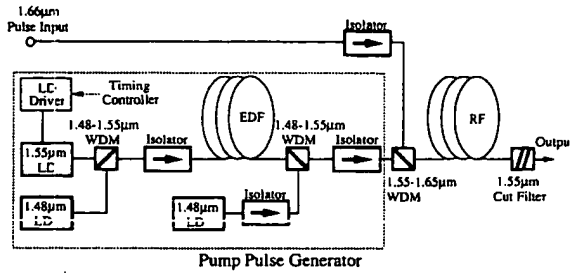 1.66μm
Pulse Input
Isolator
LD-
Driver
Timing
Controller
1.48-1.55μm
WDM
Isolator
EDF
1.48-1.55μm
WDM
Isolator
RF
Output
1.55μm
LD
1.48μm
LD
1.48μm
LD
Isolator
1.55-1.65μm
WDM
1.55μm
Cut Filter
Pump Pulse Generator